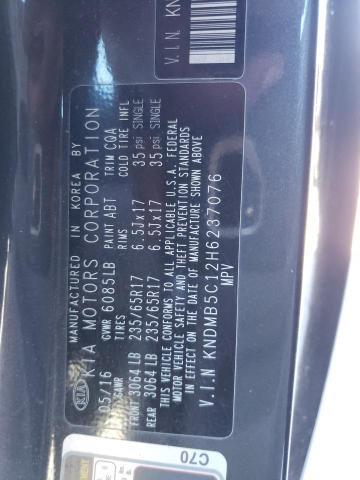 MANUFACTURED IN KOREA BY
KIA KIA MOTORS CORPORATION
05/16 GVWR 6085LB PAINT ABT TRIM CQA
GAWR TIRES RIMS COLD TIRE INFL
FRONT 3064 LB 235/65R17 6.5Jx17 35 psi SINGLE
REAR 3064 LB 235/65R17 6.5Jx17 35 psi SINGLE
THIS VEHICLE CONFORMS TO ALL APPLICABLE U.S.A. FEDERAL
MOTOR VEHICLE SAFETY AND THEFT PREVENTION STANDARDS
IN EFFECT ON THE DATE OF MANUFACTURE SHOWN ABOVE
V.I.N KNDMB5C12H6237076
MPV
V.I.N. KN
C70